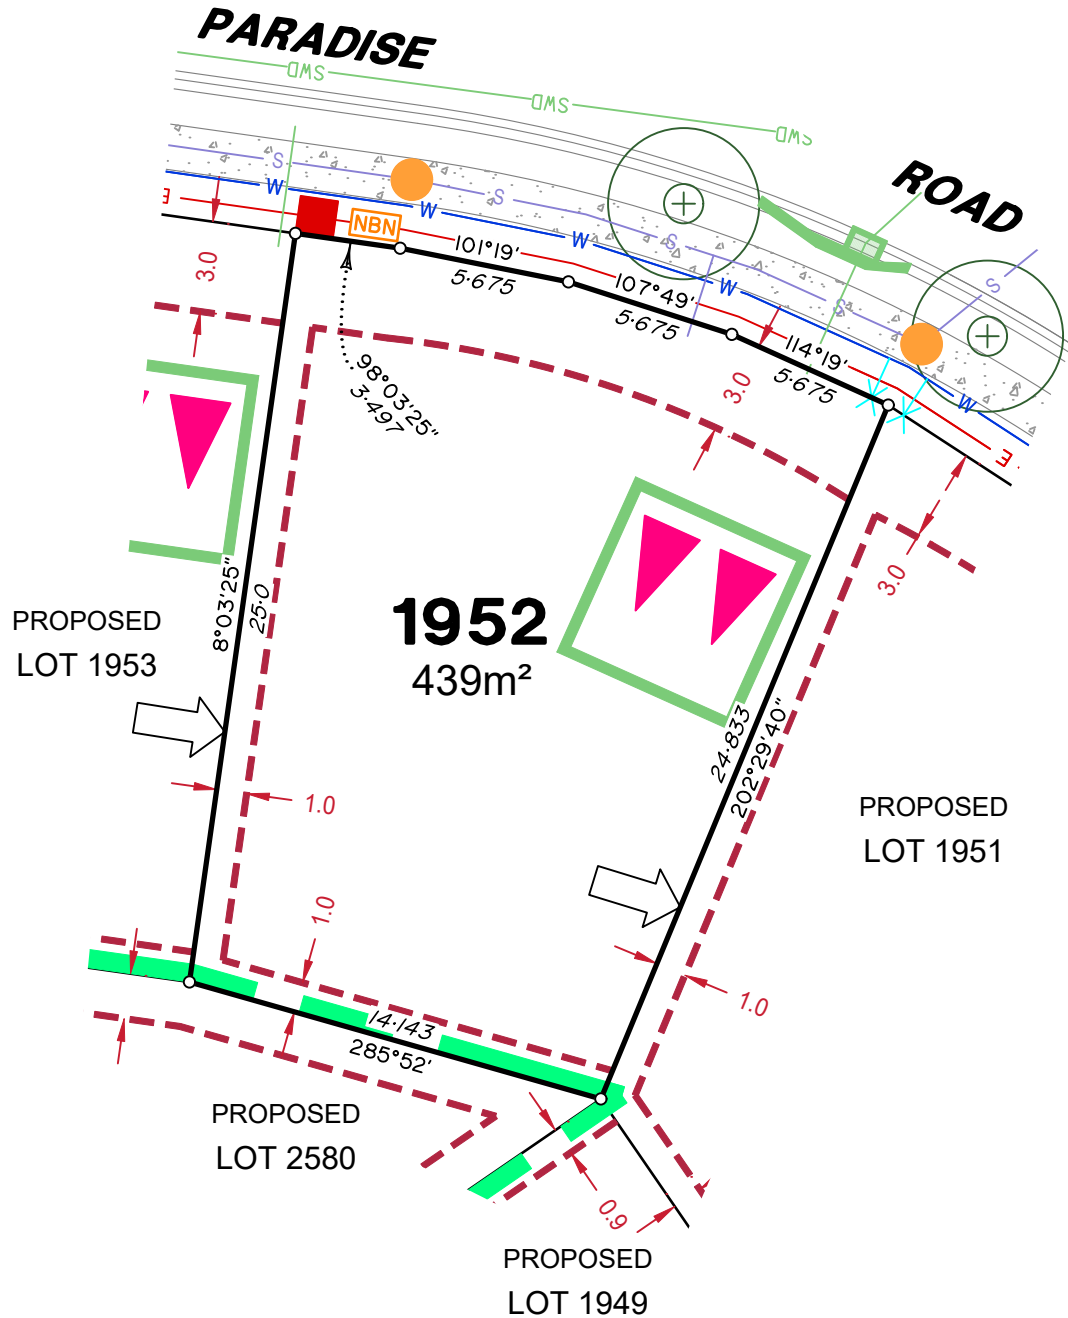 PARADISE
ROAD
SWD
SWD
SWD
S
S
S
S
S
W
W
W
W
W
E
E
NBN
101°19'
5·675
107°49'
5·675
114°19'
5·675
98°03'25"
3·497
3.0
3.0
3.0
8°03'25"
25·0
1952
439m²
24·833
202°29'40"
PROPOSED
LOT 1953
PROPOSED
LOT 1951
1.0
1.0
1.0
14·143
285°52'
PROPOSED
LOT 2580
0.9
PROPOSED
LOT 1949